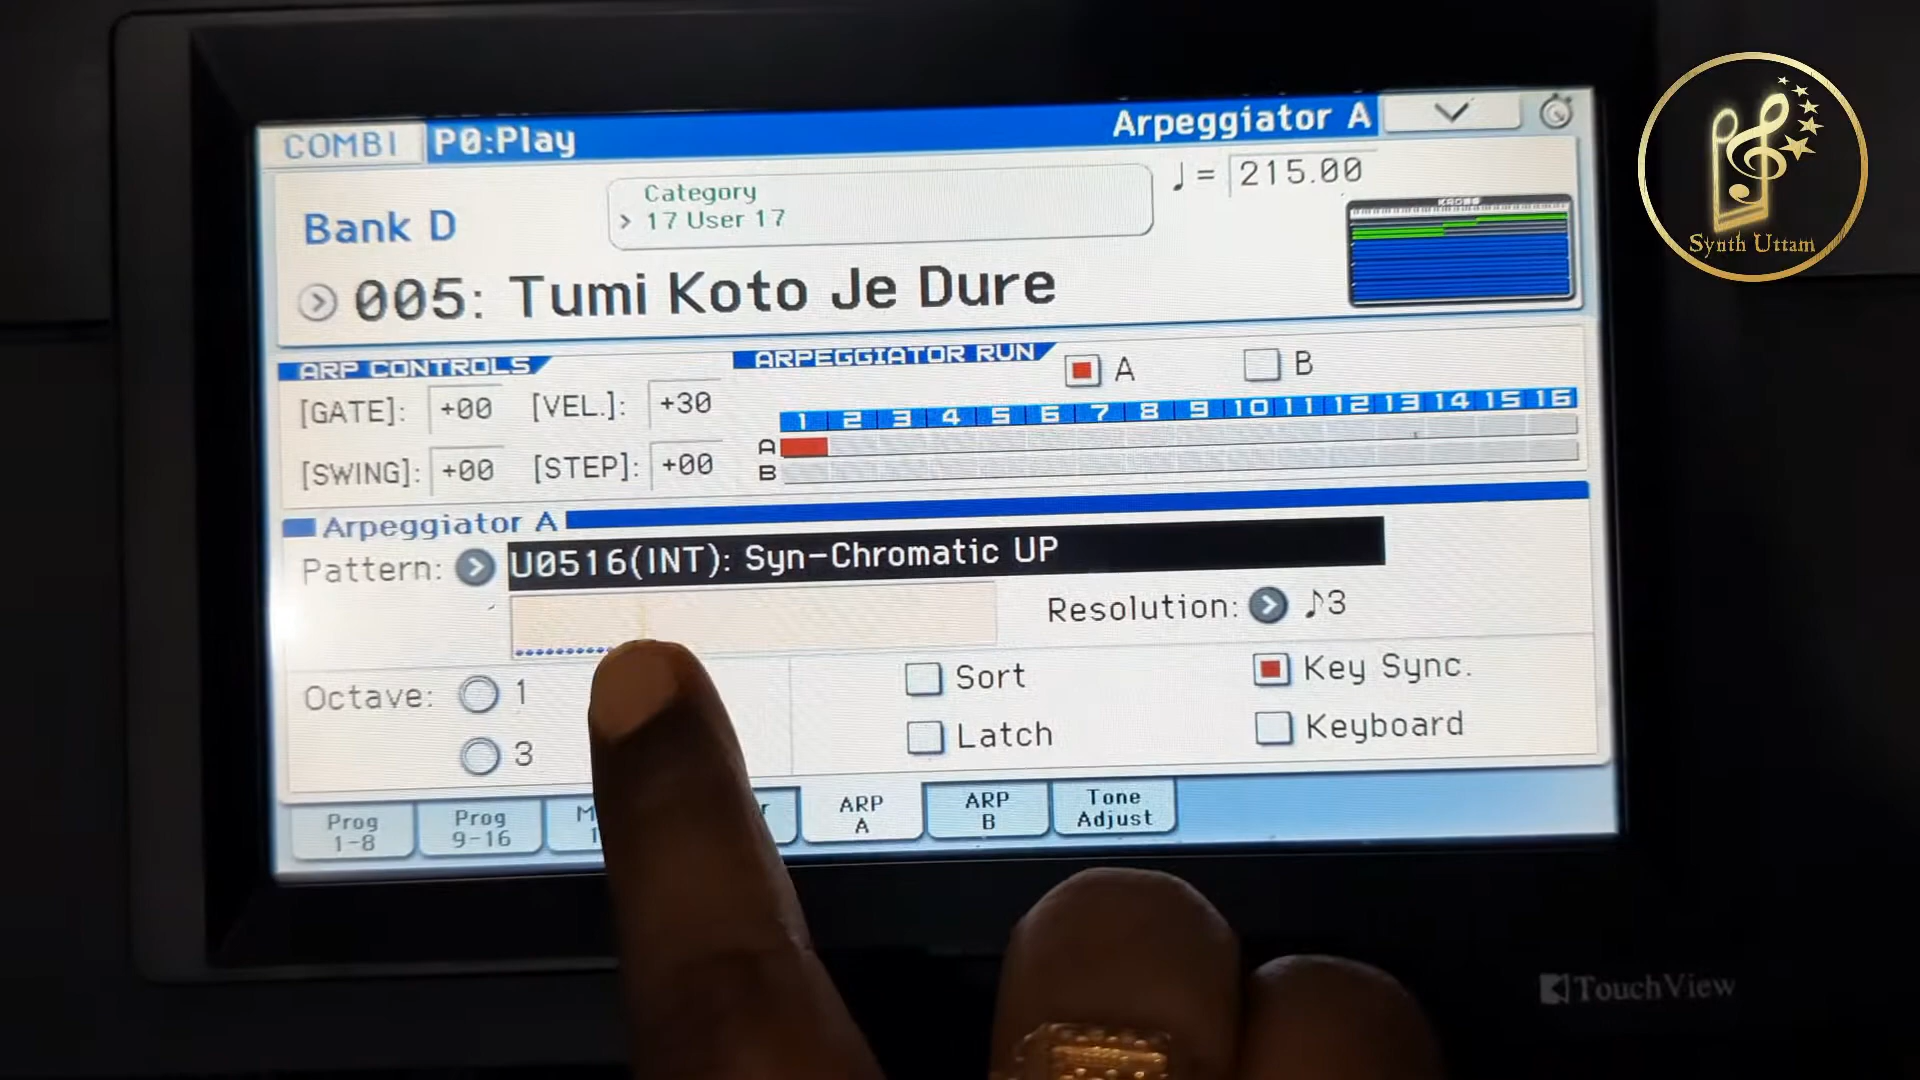 COMBI P0:Play Arpeggiator A
Category
17 User 17
♩= 215.00
KRONOS
Bank D
005: Tumi Koto Je Dure
Synth Uttam
ARP CONTROLS
ARPEGGIATOR RUN A B
[GATE]: +00 [VEL.]: +30
[SWING]: +00 [STEP]: +00
1 2 3 4 5 6 7 8 9 10 11 12 13 14 15 16
A
B
Arpeggiator A
Pattern: U0516(INT): Syn-Chromatic UP
Resolution: ♪3
Octave: 1
3
Sort
Key Sync.
Latch
Keyboard
Prog 1-8
Prog 9-16
ARP A
ARP B
Tone Adjust
TouchView